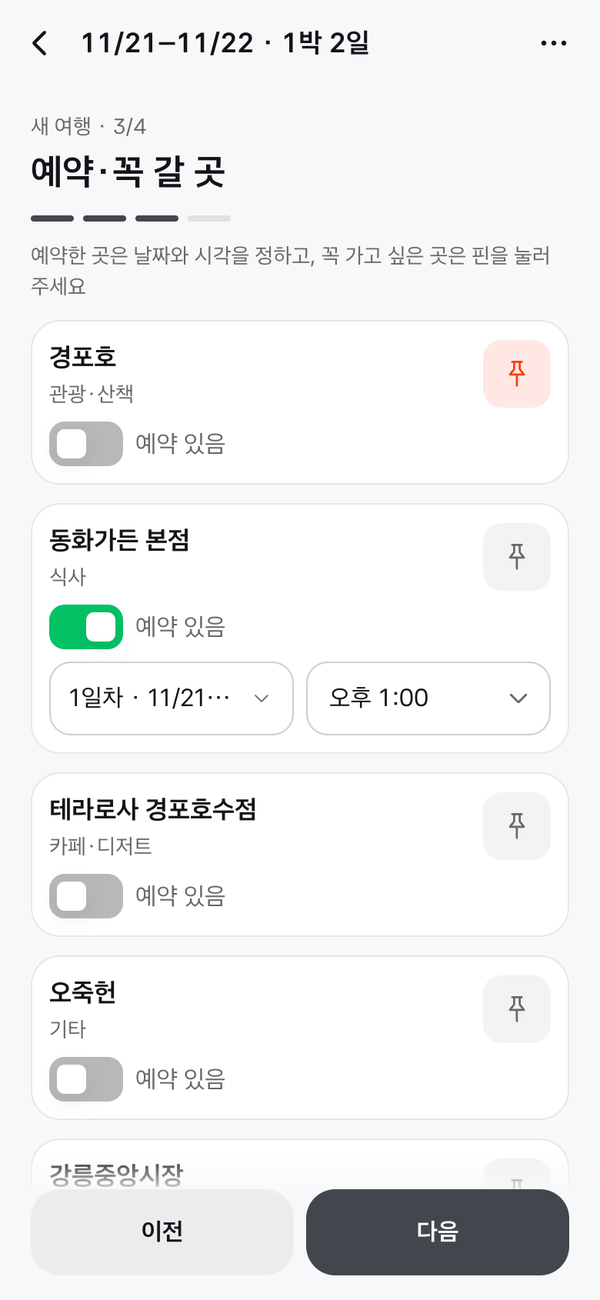 11/21–11/22 · 1박 2일
새 여행 · 3/4
예약·꼭 갈 곳
예약한 곳은 날짜와 시각을 정하고, 꼭 가고 싶은 곳은 핀을 눌러
주세요
경포호
관광·산책
예약 있음
동화가든 본점
식사
예약 있음
1일차 · 11/21···
오후 1:00
테라로사 경포호수점
카페·디저트
예약 있음
오죽헌
기타
예약 있음
강릉중앙시장
이전
다음